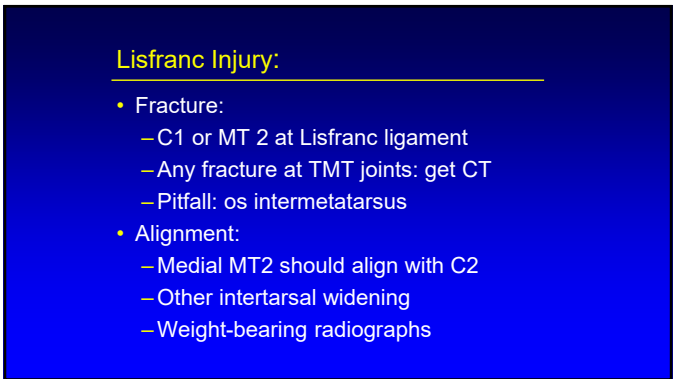 Lisfranc Injury:
• Fracture:
– C1 or MT 2 at Lisfranc ligament
– Any fracture at TMT joints: get CT
– Pitfall: os intermetatarsus
• Alignment:
– Medial MT2 should align with C2
– Other intertarsal widening
– Weight-bearing radiographs